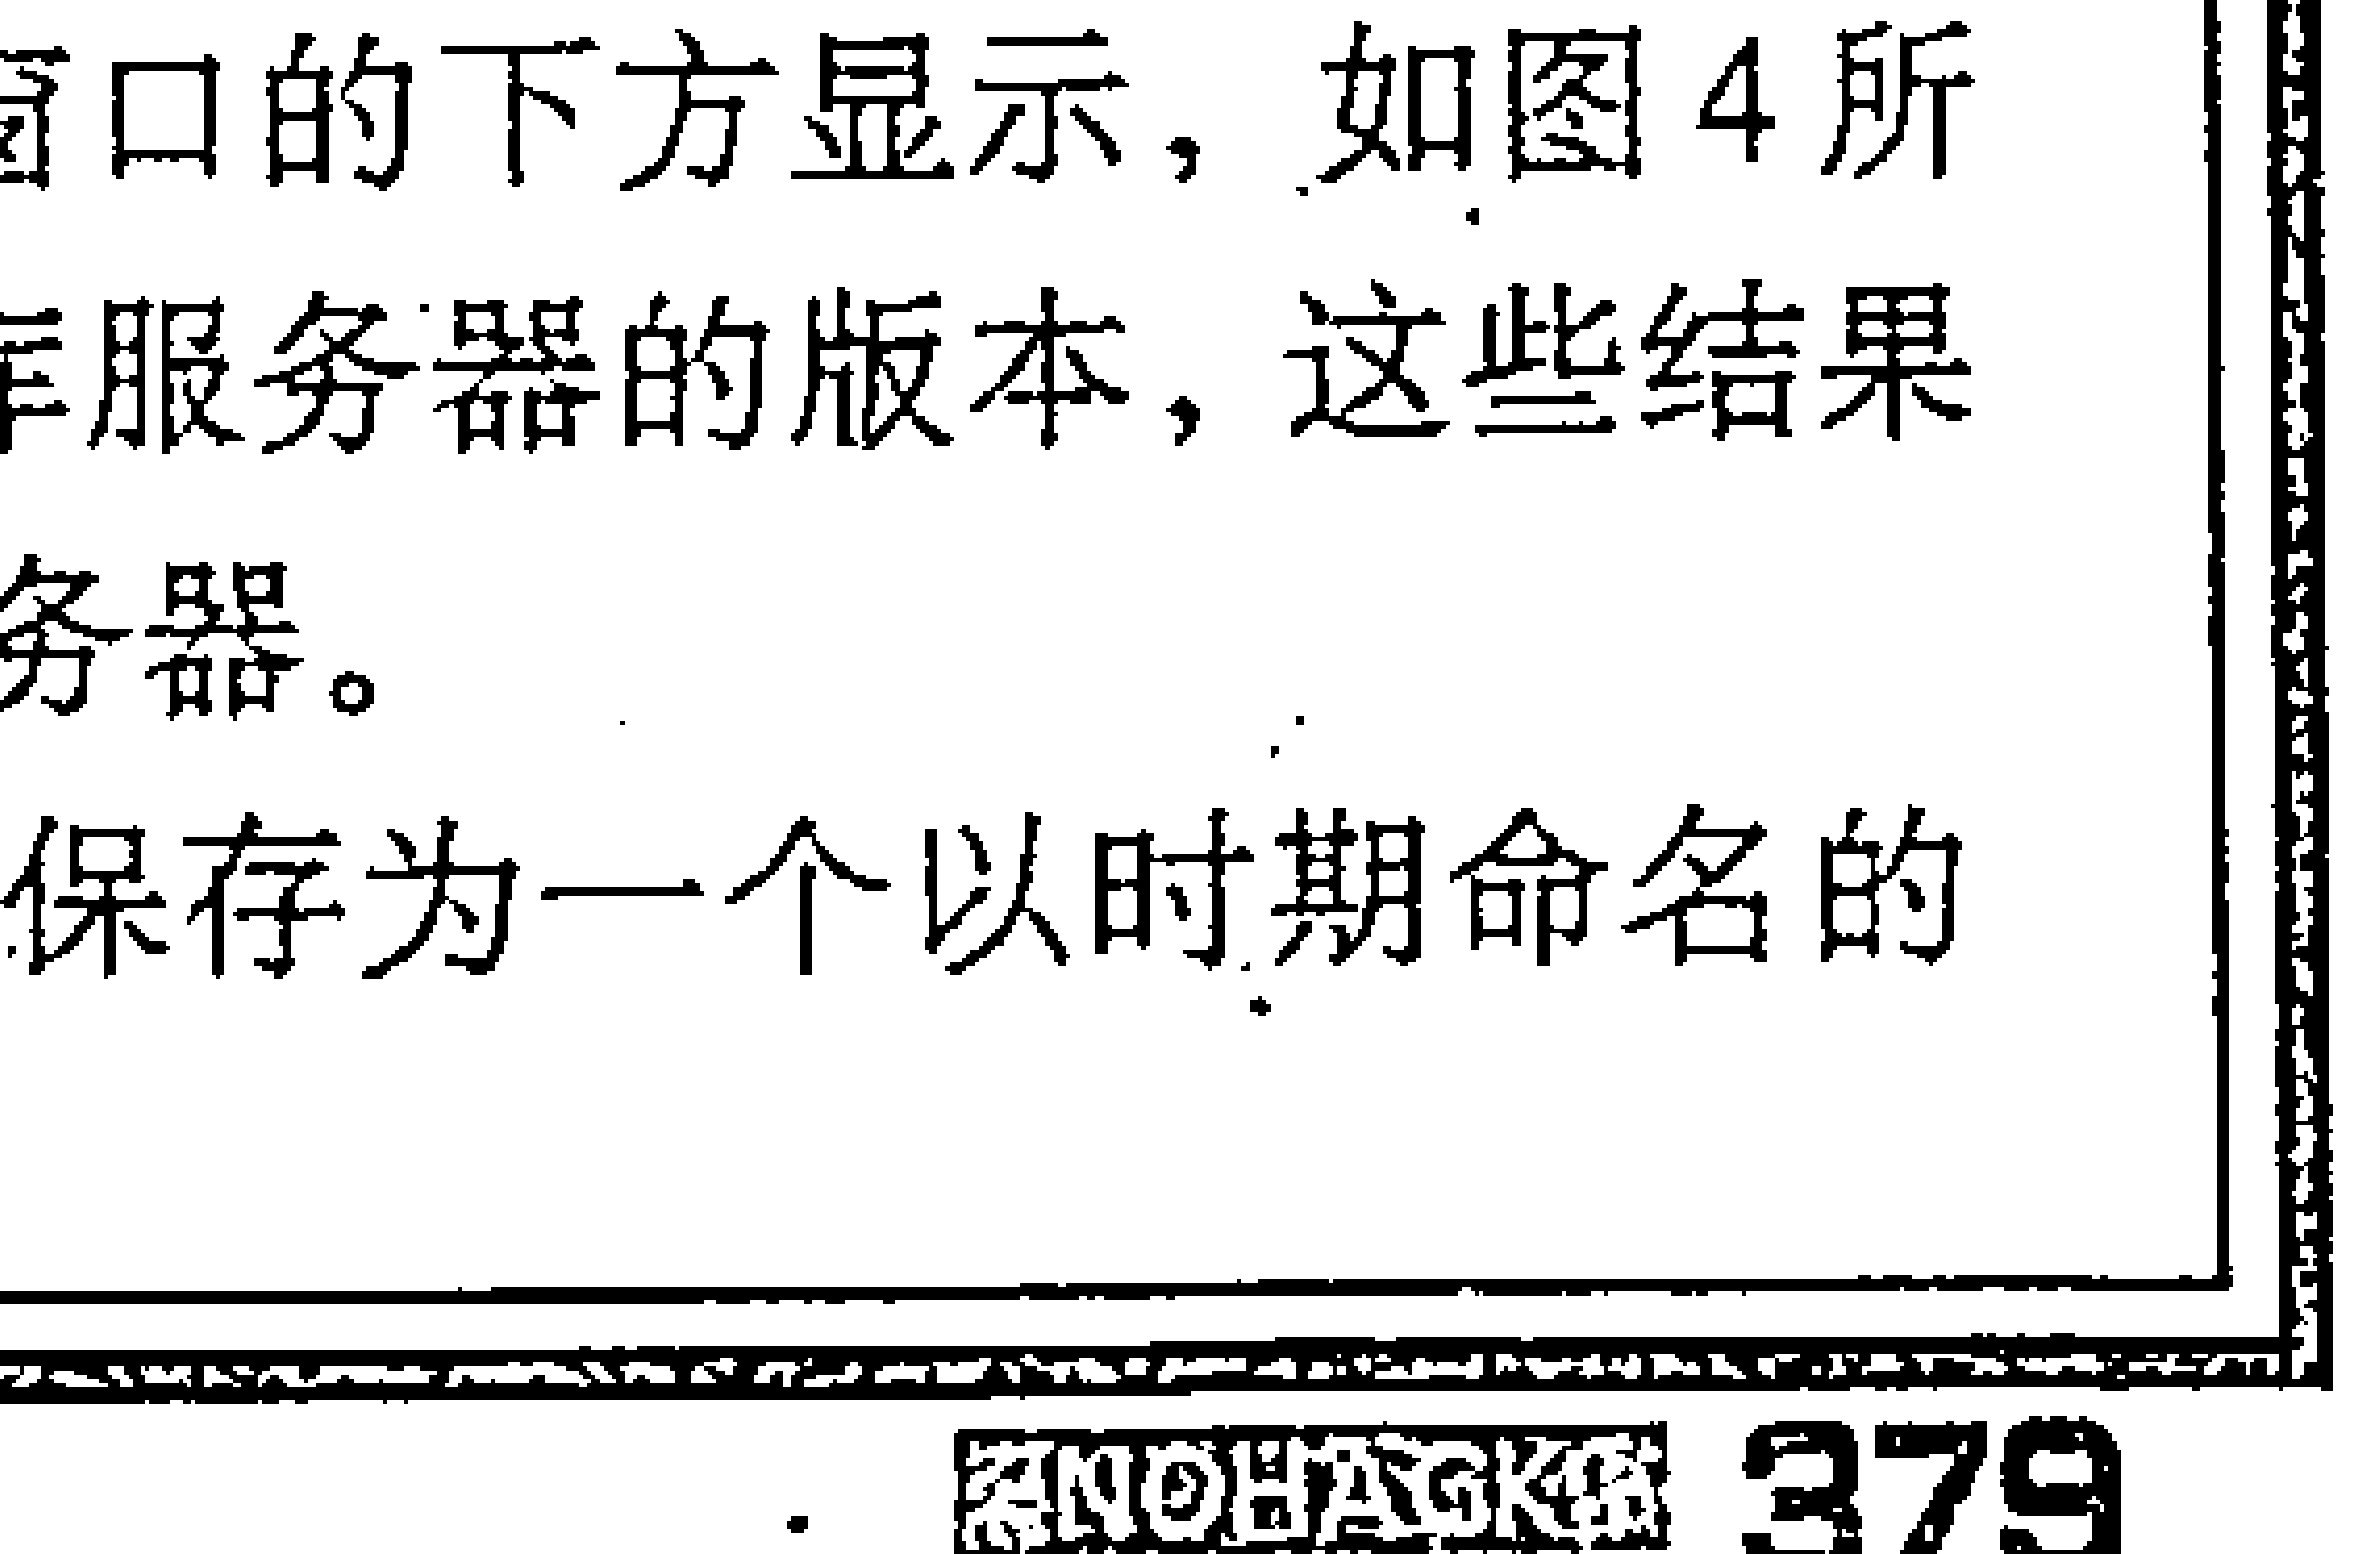 窗口的下方显示，如图4所
作服务器的版本，这些结果
务器。
保存为一个以时期命名的
379